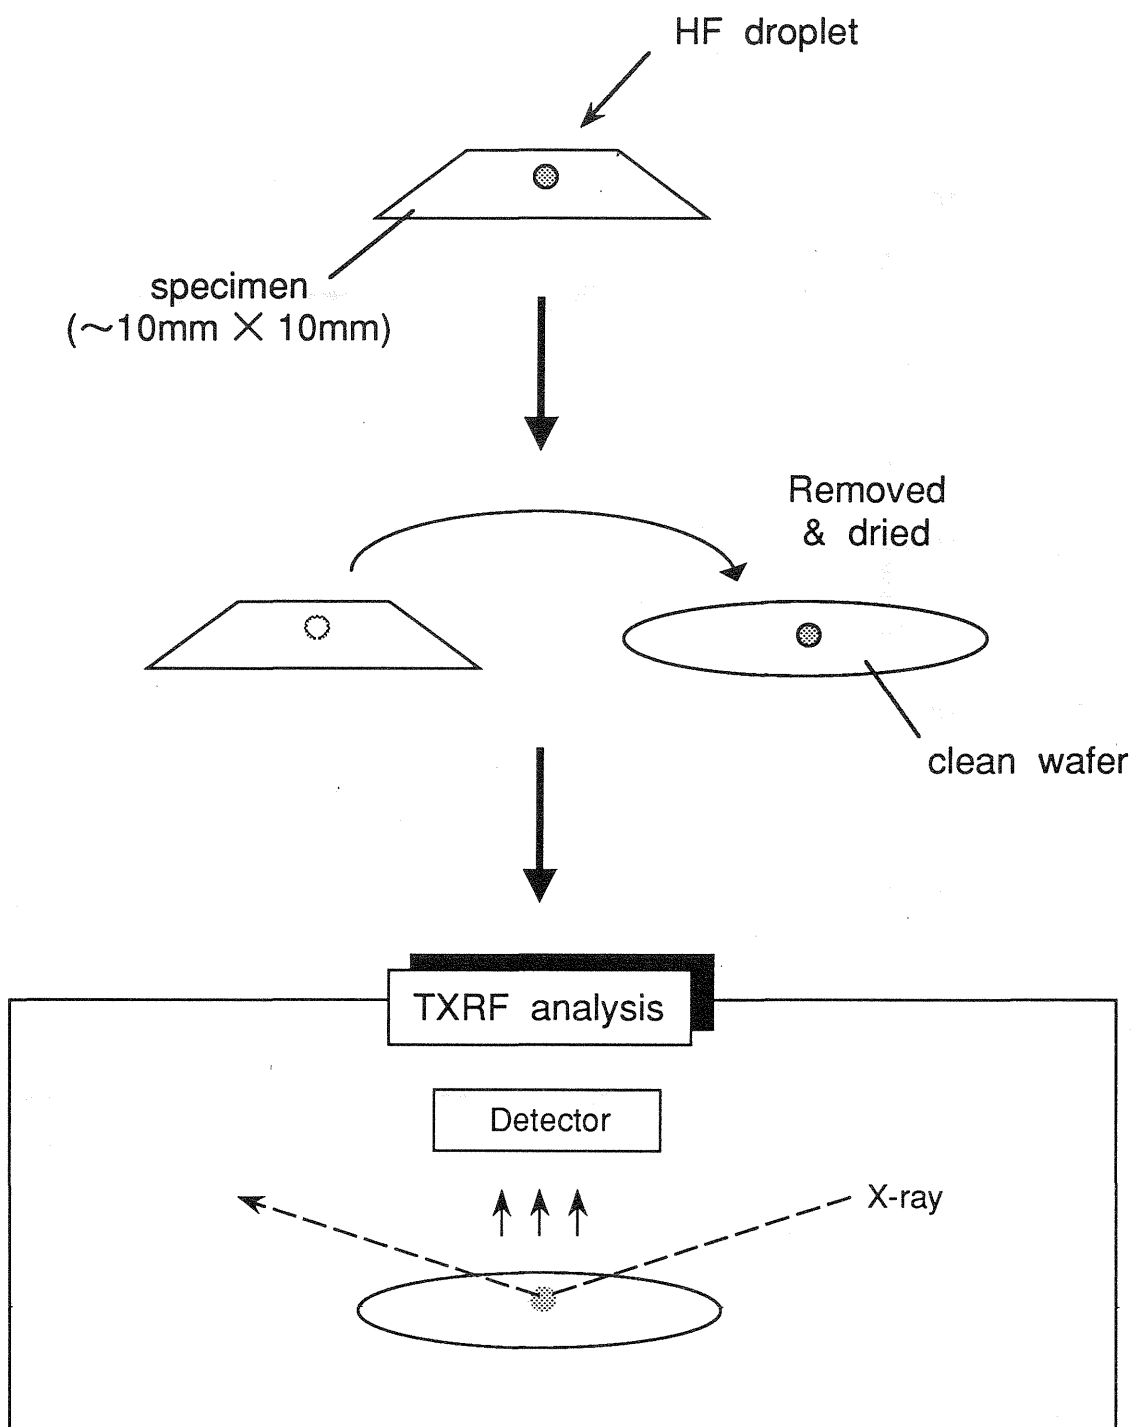 HF droplet
specimen
(~10mm × 10mm)
Removed
& dried
clean wafer
TXRF analysis
Detector
X-ray